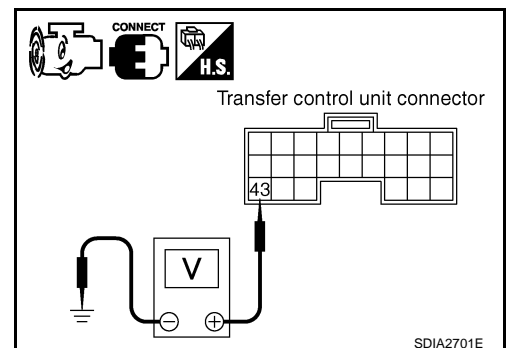 CONNECT
H.S.
Transfer control unit connector
43
V
− +
SDIA2701E